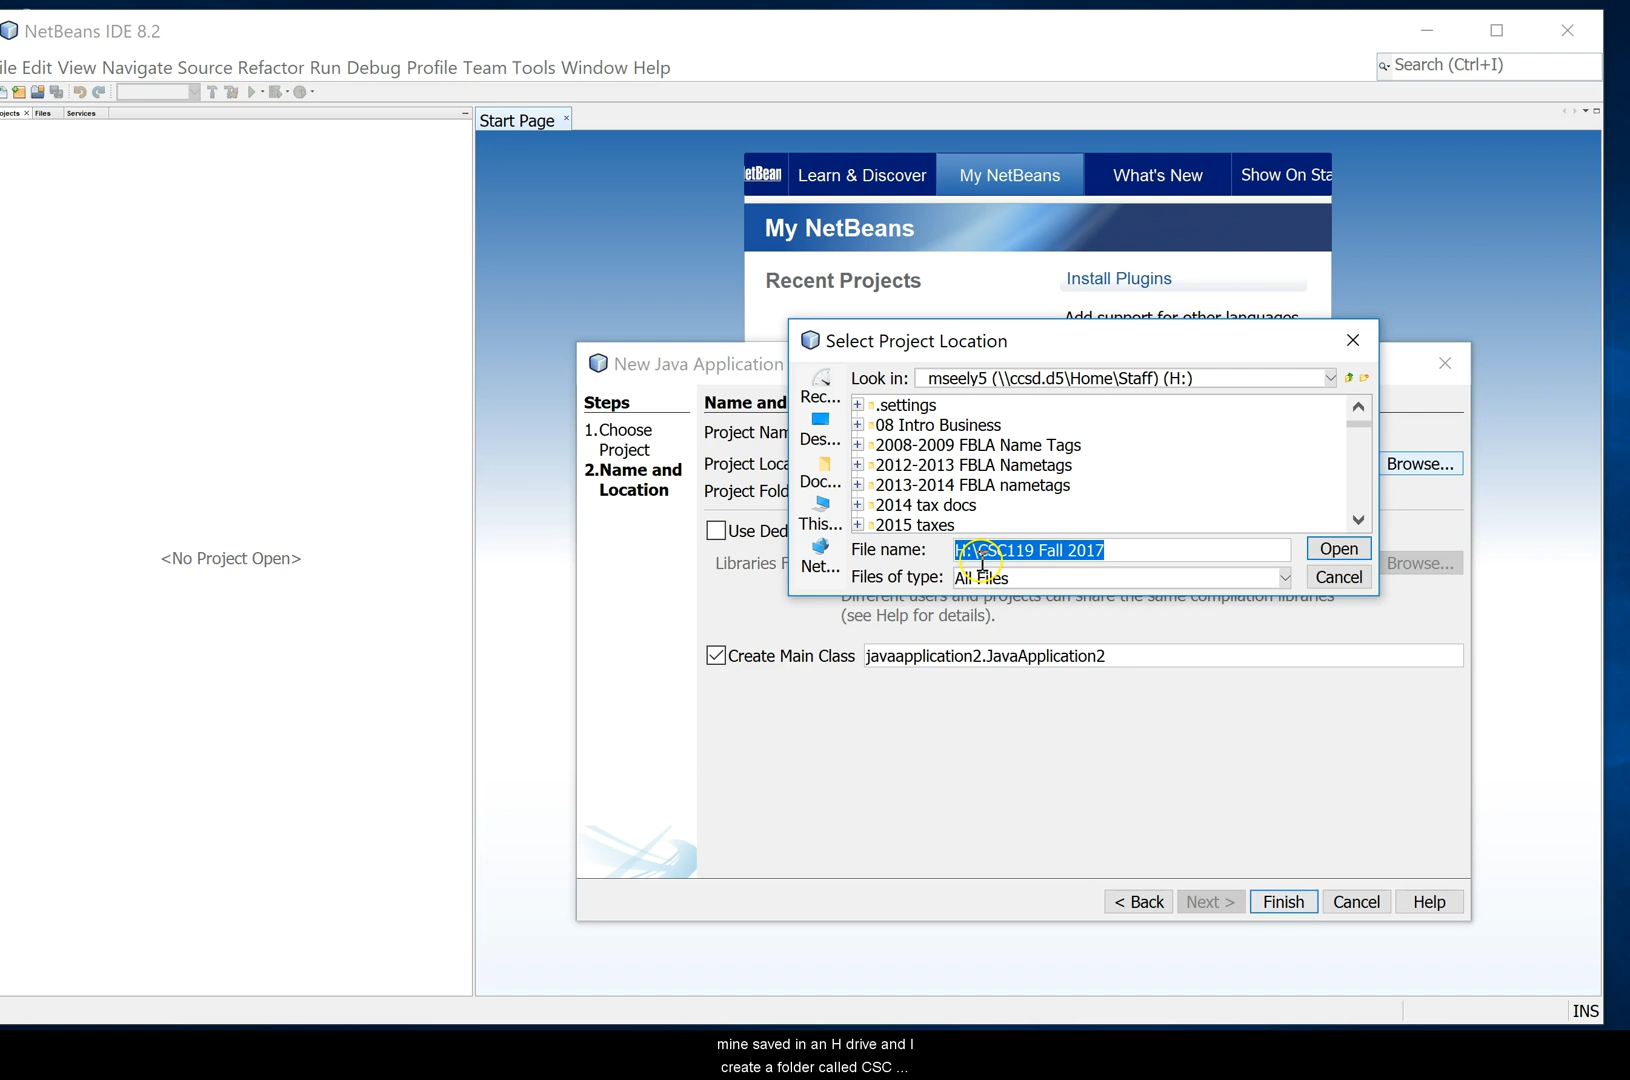 NetBeans IDE 8.2
ile Edit View Navigate Source Refactor Run Debug Profile Team Tools Window Help
Search (Ctrl+I)
ojects Files Services
Start Page
etBean Learn & Discover My NetBeans What's New Show On Sta
My NetBeans
Recent Projects
Install Plugins
Add support for other languages
Select Project Location
New Java Application
Look in: mseely5 (\\ccsd.d5\Home\Staff) (H:)
Rec...
Des...
Doc...
This...
Net...
.settings
08 Intro Business
2008-2009 FBLA Name Tags
2012-2013 FBLA Nametags
2013-2014 FBLA nametags
2014 tax docs
2015 taxes
File name: H:\CSC119 Fall 2017
Open
Files of type: All Files
Cancel
Steps
1.Choose
Project
2.Name and
Location
Name and
Project Nam
Project Loca
Browse...
Project Fold
Use Ded
Libraries F
Browse...
Different users and projects can share the same compilation libraries
(see Help for details).
Create Main Class javaapplication2.JavaApplication2
<No Project Open>
< Back Next > Finish Cancel Help
INS
mine saved in an H drive and I
create a folder called CSC ...